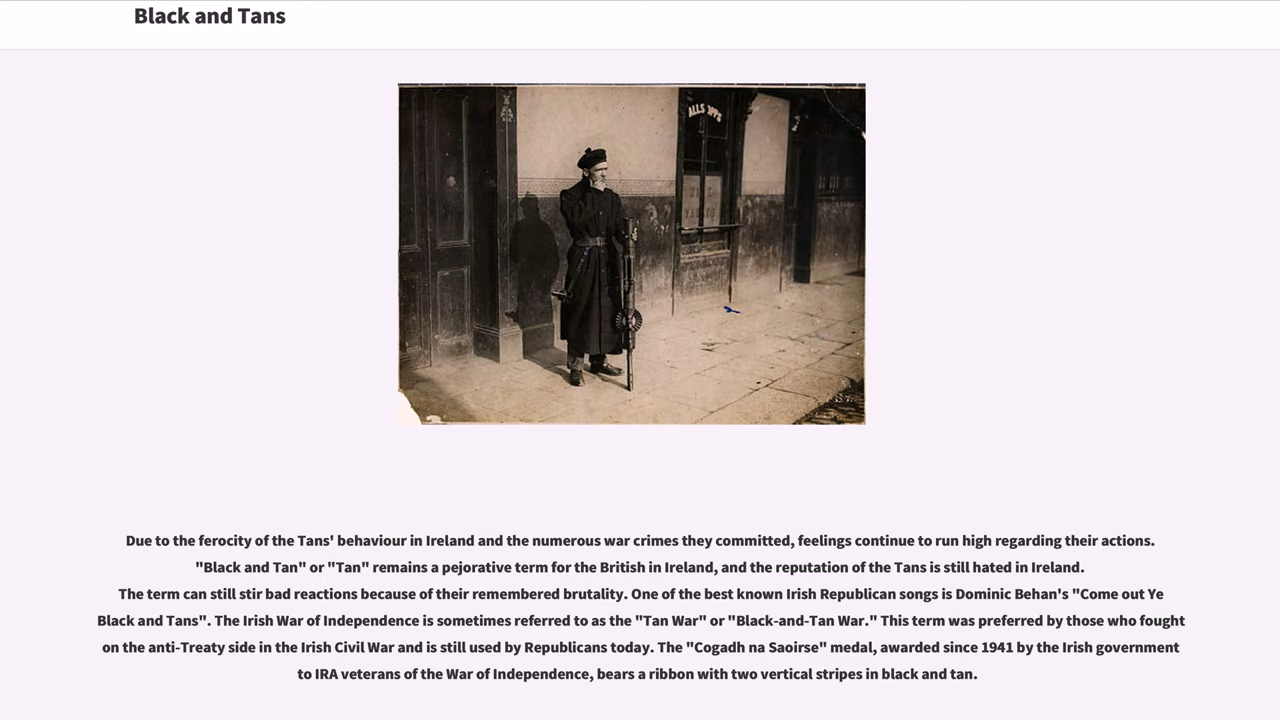 Black and Tans
ALLSOPPS
Due to the ferocity of the Tans' behaviour in Ireland and the numerous war crimes they committed, feelings continue to run high regarding their actions.
"Black and Tan" or "Tan" remains a pejorative term for the British in Ireland, and the reputation of the Tans is still hated in Ireland.
The term can still stir bad reactions because of their remembered brutality. One of the best known Irish Republican songs is Dominic Behan's "Come out Ye
Black and Tans". The Irish War of Independence is sometimes referred to as the "Tan War" or "Black-and-Tan War." This term was preferred by those who fought
on the anti-Treaty side in the Irish Civil War and is still used by Republicans today. The "Cogadh na Saoirse" medal, awarded since 1941 by the Irish government
to IRA veterans of the War of Independence, bears a ribbon with two vertical stripes in black and tan.